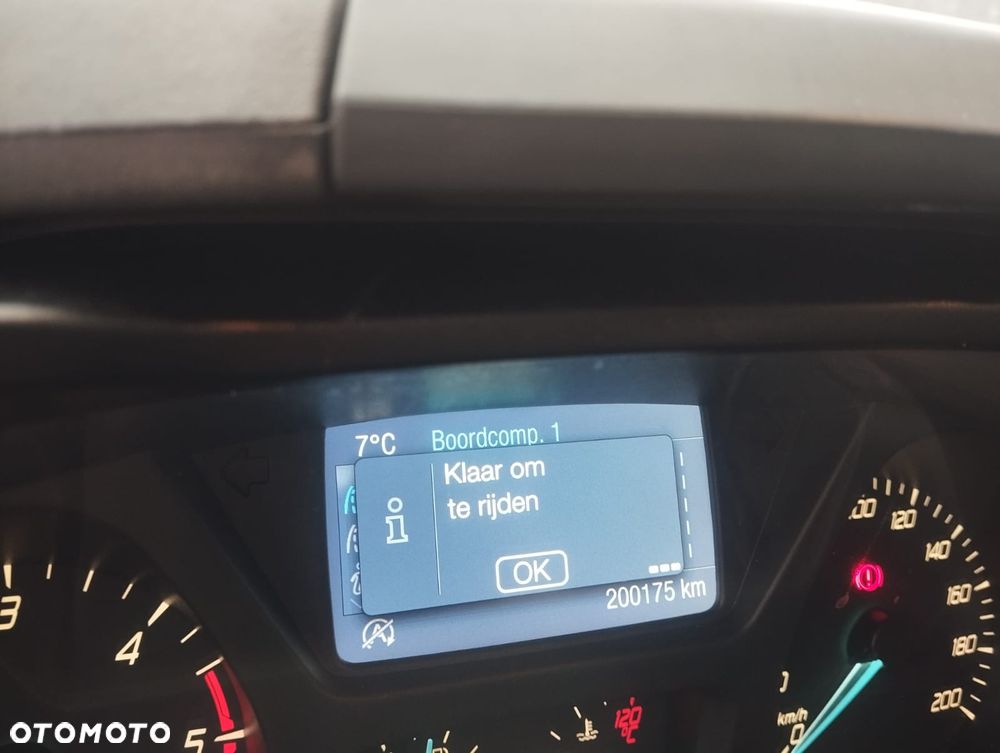 7°C
Boordcomp. 1
Klaar om
te rijden
OK
200175 km
120
140
160
180
200
3
4
5
km/h
0
120
°C
OTOMOTO